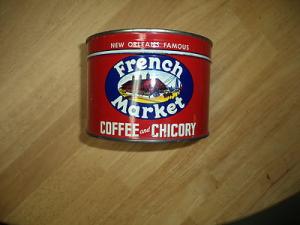 NEW ORLEANS FAMOUS
French
Market
COFFEE and CHICORY